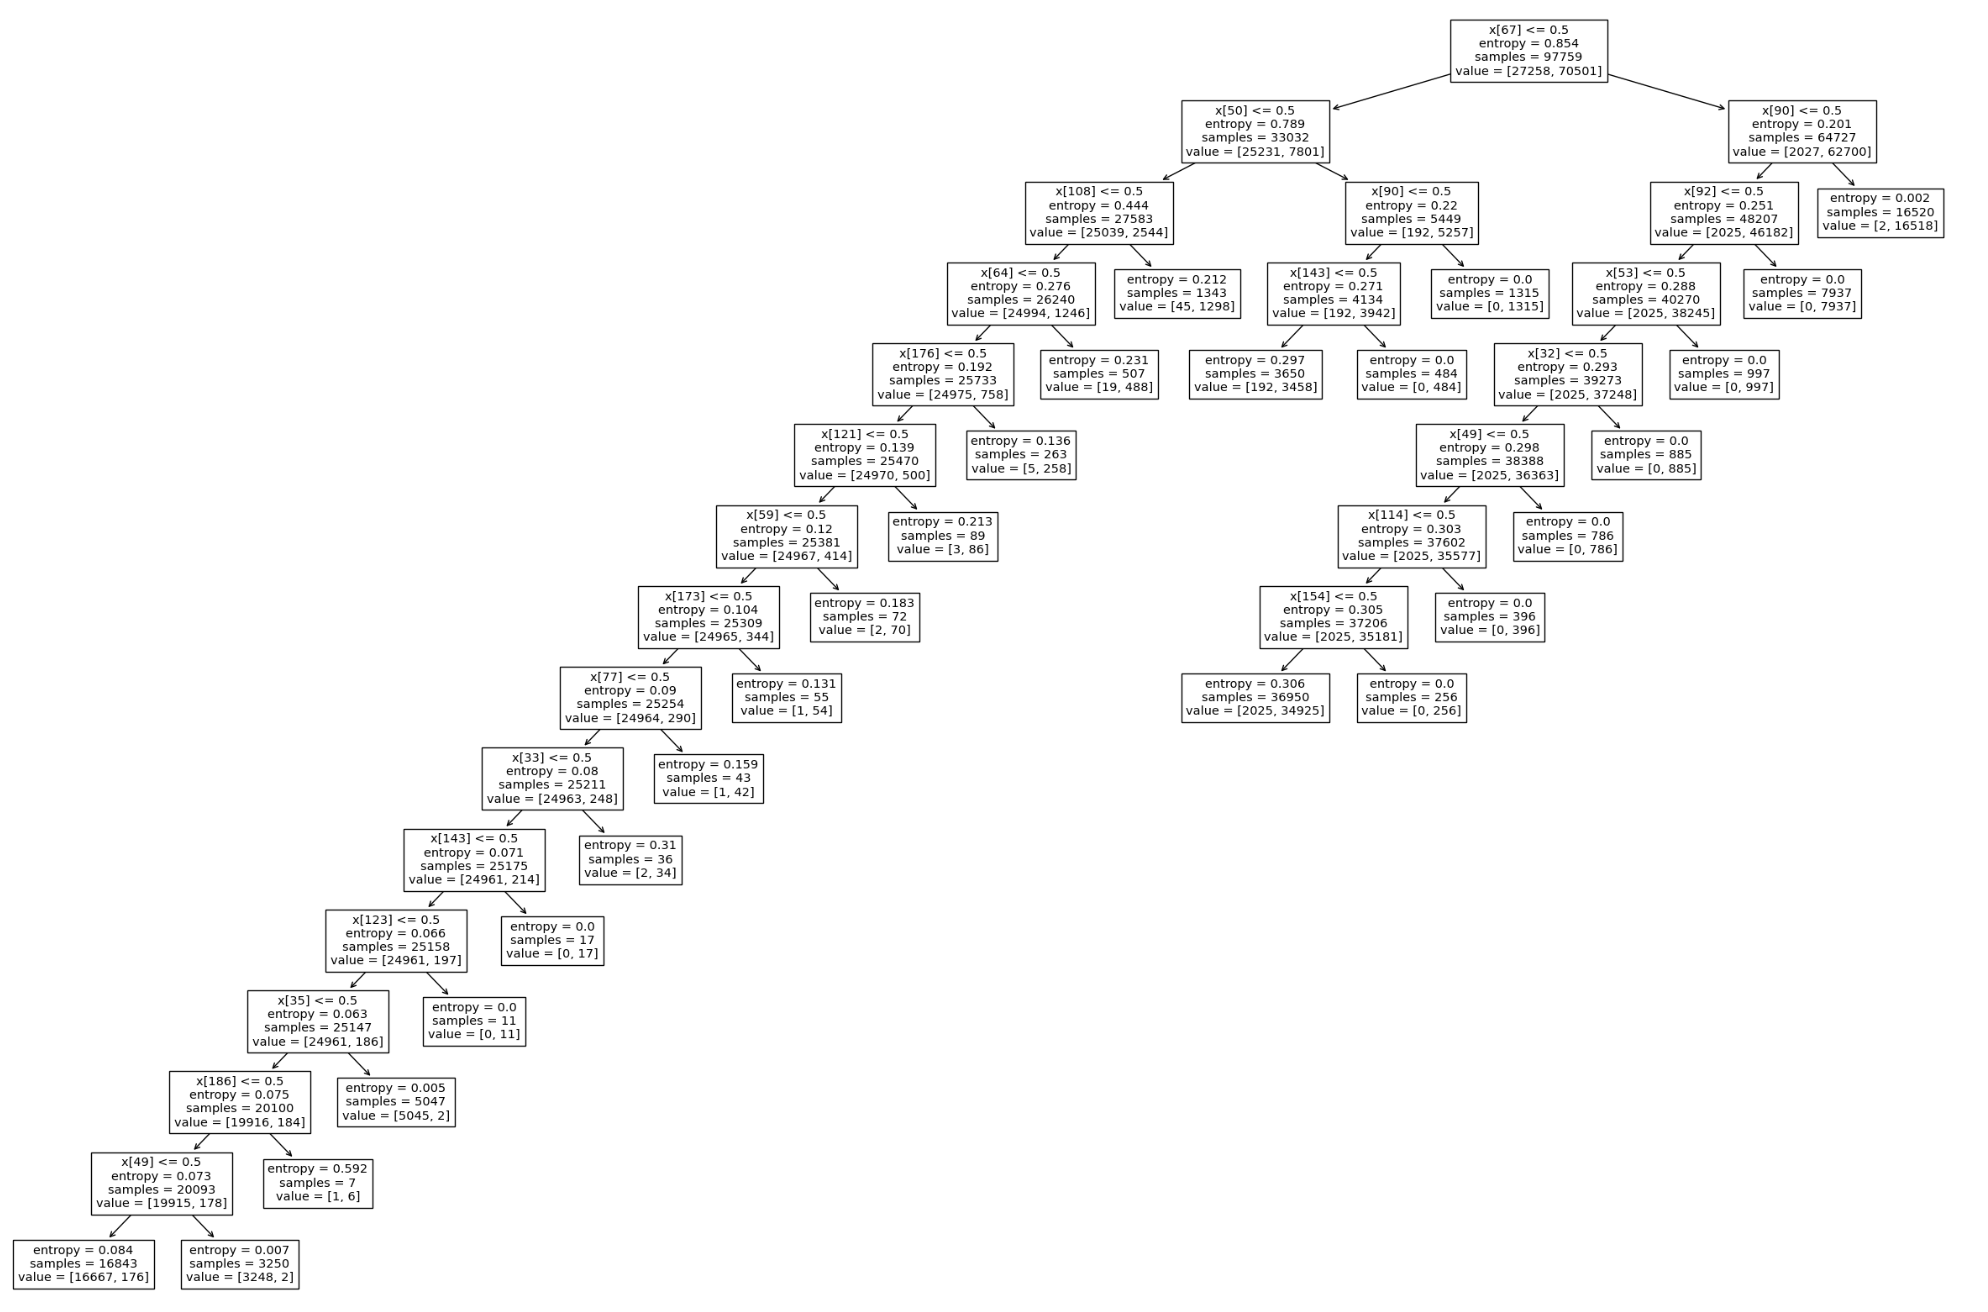 x[67] <= 0.5
entropy = 0.854
samples = 97759
value = [27258, 70501]
x[50] <= 0.5
entropy = 0.789
samples = 33032
value = [25231, 7801]
x[90] <= 0.5
entropy = 0.201
samples = 64727
value = [2027, 62700]
x[108] <= 0.5
entropy = 0.444
samples = 27583
value = [25039, 2544]
x[90] <= 0.5
entropy = 0.22
samples = 5449
value = [192, 5257]
x[92] <= 0.5
entropy = 0.251
samples = 48207
value = [2025, 46182]
entropy = 0.002
samples = 16520
value = [2, 16518]
x[64] <= 0.5
entropy = 0.276
samples = 26240
value = [24994, 1246]
entropy = 0.212
samples = 1343
value = [45, 1298]
x[143] <= 0.5
entropy = 0.271
samples = 4134
value = [192, 3942]
entropy = 0.0
samples = 1315
value = [0, 1315]
x[53] <= 0.5
entropy = 0.288
samples = 40270
value = [2025, 38245]
entropy = 0.0
samples = 7937
value = [0, 7937]
x[176] <= 0.5
entropy = 0.192
samples = 25733
value = [24975, 758]
entropy = 0.231
samples = 507
value = [19, 488]
entropy = 0.297
samples = 3650
value = [192, 3458]
entropy = 0.0
samples = 484
value = [0, 484]
x[32] <= 0.5
entropy = 0.293
samples = 39273
value = [2025, 37248]
entropy = 0.0
samples = 997
value = [0, 997]
x[121] <= 0.5
entropy = 0.139
samples = 25470
value = [24970, 500]
entropy = 0.136
samples = 263
value = [5, 258]
x[49] <= 0.5
entropy = 0.298
samples = 38388
value = [2025, 36363]
entropy = 0.0
samples = 885
value = [0, 885]
x[59] <= 0.5
entropy = 0.12
samples = 25381
value = [24967, 414]
entropy = 0.213
samples = 89
value = [3, 86]
x[114] <= 0.5
entropy = 0.303
samples = 37602
value = [2025, 35577]
entropy = 0.0
samples = 786
value = [0, 786]
x[173] <= 0.5
entropy = 0.104
samples = 25309
value = [24965, 344]
entropy = 0.183
samples = 72
value = [2, 70]
x[154] <= 0.5
entropy = 0.305
samples = 37206
value = [2025, 35181]
entropy = 0.0
samples = 396
value = [0, 396]
x[77] <= 0.5
entropy = 0.09
samples = 25254
value = [24964, 290]
entropy = 0.131
samples = 55
value = [1, 54]
entropy = 0.306
samples = 36950
value = [2025, 34925]
entropy = 0.0
samples = 256
value = [0, 256]
x[33] <= 0.5
entropy = 0.08
samples = 25211
value = [24963, 248]
entropy = 0.159
samples = 43
value = [1, 42]
x[143] <= 0.5
entropy = 0.071
samples = 25175
value = [24961, 214]
entropy = 0.31
samples = 36
value = [2, 34]
x[123] <= 0.5
entropy = 0.066
samples = 25158
value = [24961, 197]
entropy = 0.0
samples = 17
value = [0, 17]
x[35] <= 0.5
entropy = 0.063
samples = 25147
value = [24961, 186]
entropy = 0.0
samples = 11
value = [0, 11]
x[186] <= 0.5
entropy = 0.075
samples = 20100
value = [19916, 184]
entropy = 0.005
samples = 5047
value = [5045, 2]
x[49] <= 0.5
entropy = 0.073
samples = 20093
value = [19915, 178]
entropy = 0.592
samples = 7
value = [1, 6]
entropy = 0.084
samples = 16843
value = [16667, 176]
entropy = 0.007
samples = 3250
value = [3248, 2]